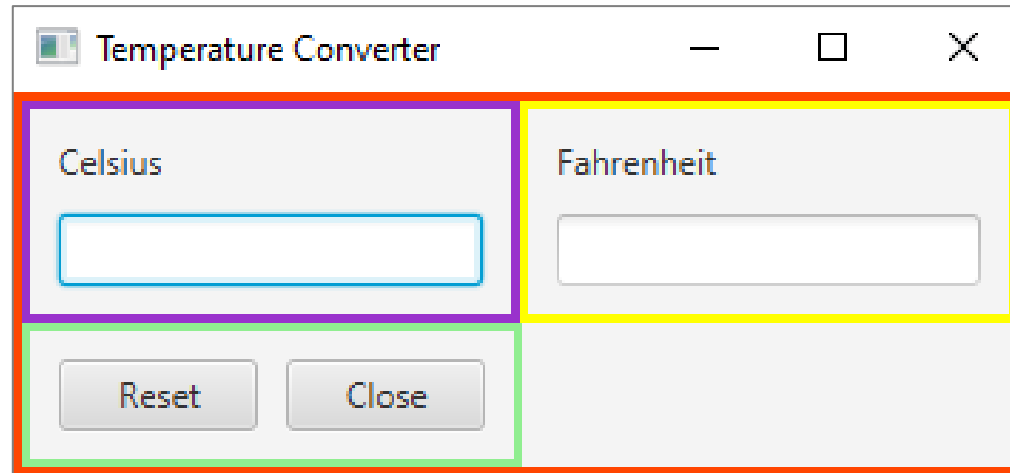 Temperature Converter
Celsius
Fahrenheit
Reset
Close